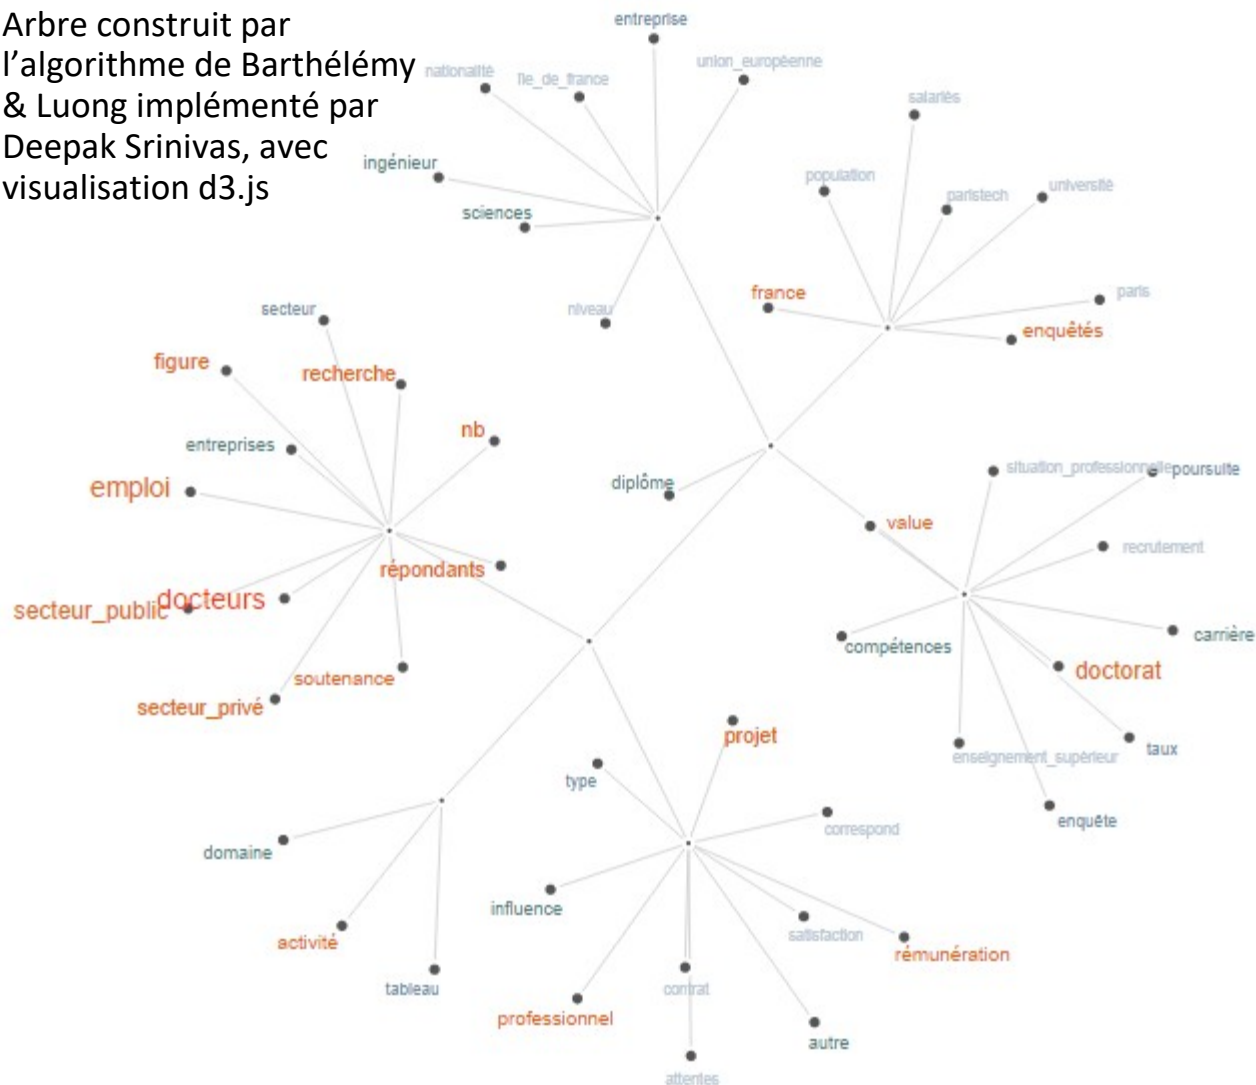 Arbre construit par
l’algorithme de Barthélémy
& Luong implémenté par
Deepak Srinivas, avec
visualisation d3.js
entreprise
nationalité
île_de_france
union_européenne
salariés
ingénieur
sciences
population
paristech
université
niveau
france
paris
enquêtés
secteur
figure
recherche
nb
entreprises
emploi
répondants
secteur_public
docteurs
soutenance
secteur_privé
diplôme
situation_professionnelle
poursuite
value
recrutement
compétences
carrière
doctorat
taux
enseignement_supérieur
enquête
projet
type
correspond
domaine
influence
satisfaction
activité
rémunération
tableau
contrat
professionnel
autre
attentes